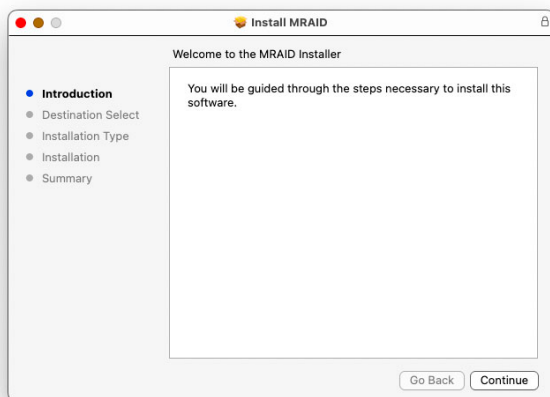 Install MRAID
Welcome to the MRAID Installer
Introduction
Destination Select
Installation Type
Installation
Summary
You will be guided through the steps necessary to install this
software.
Go Back
Continue